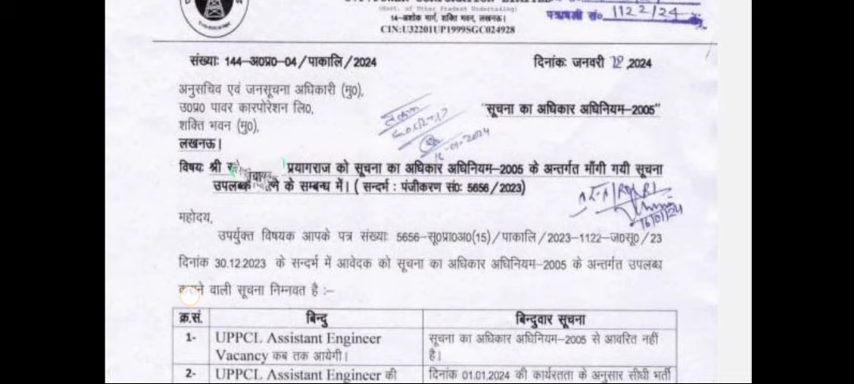 (Govt. of Uttar Pradesh Undertaking)
14-अशोक मार्ग, शक्ति भवन, लखनऊ।
CIN:U32201UP1999SGC024928
पत्रावली सं० 1122/24
संख्याः 144-अ0प्र0-04/पाकालि/2024 दिनांकः जनवरी ,2024
अनुसचिव एवं जनसूचना अधिकारी (मु0),
उ0प्र0 पावर कारपोरेशन लि0, "सूचना का अधिकार अधिनियम-2005"
शक्ति भवन (मु0),
लखनऊ।
विषयः श्री प्रयागराज को सूचना का अधिकार अधिनियम-2005 के अन्तर्गत माँगी गयी सूचना
उपलब्ध के सम्बन्ध में। ( सन्दर्भ : पंजीकरण सं0: 5656/2023)
16/01/24
महोदय,
उपर्युक्त विषयक आपके पत्र संख्याः 5656-सू0प्रा0अ0(15)/पाकालि/2023-1122-ज0सू0/23
दिनांक 30.12.2023 के सन्दर्भ में आवेदक को सूचना का अधिकार अधिनियम-2005 के अन्तर्गत उपलब्ध
कराने वाली सूचना निम्नवत है :-
क्र.सं. बिन्दु बिन्दुवार सूचना
1- UPPCL Assistant Engineer सूचना का अधिकार अधिनियम-2005 से आवरित नहीं
Vacancy कब तक आयेगी। है।
2- UPPCL Assistant Engineer की दिनांक 01.01.2024 की कार्यरतता के अनुसार सीधी भर्ती